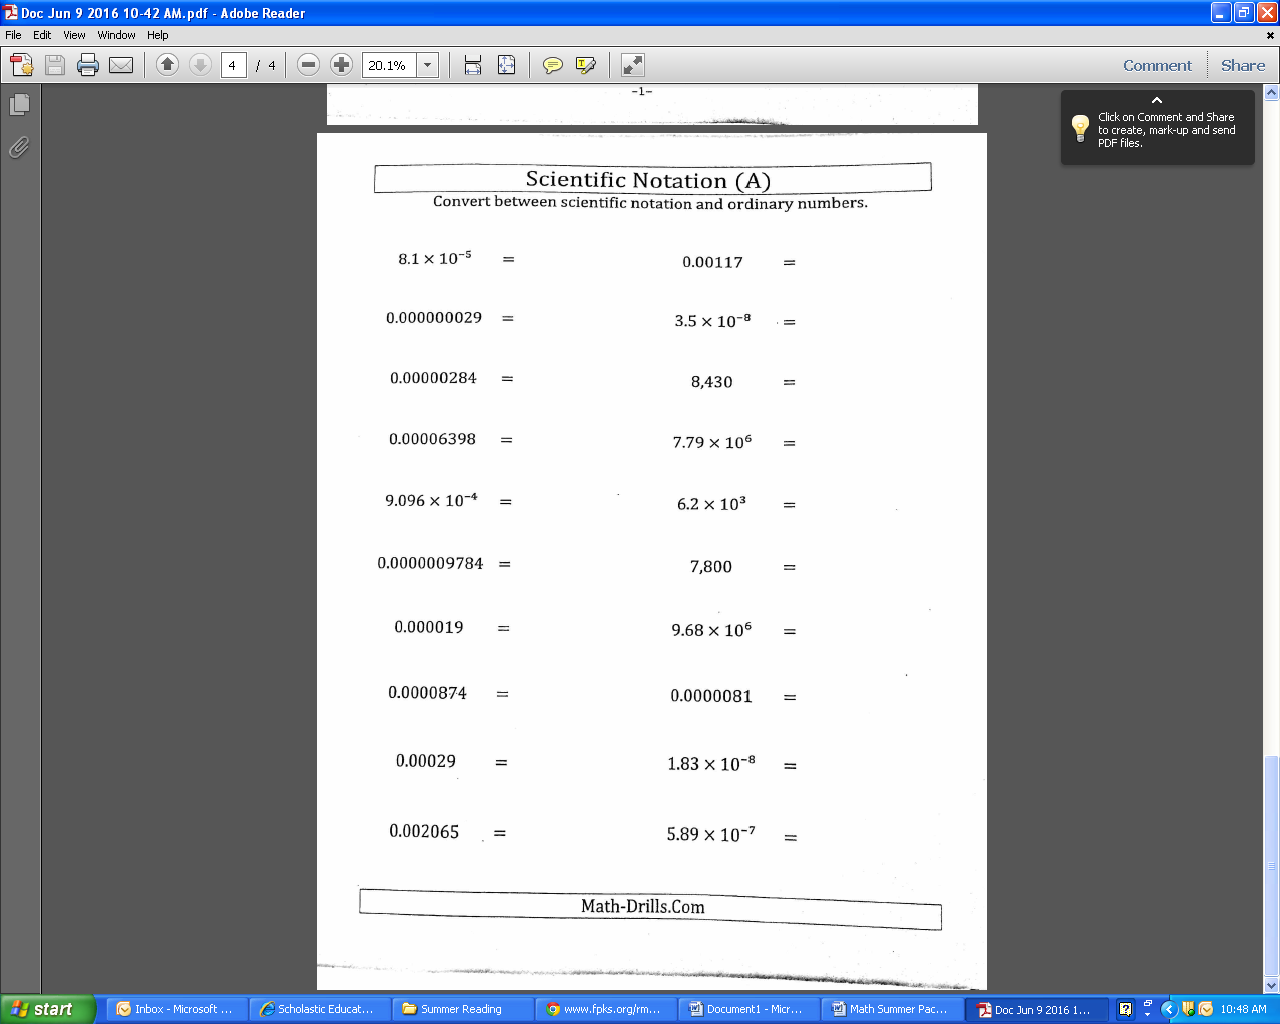 Doc Jun 9 2016 10-42 AM.pdf - Adobe Reader
File Edit View Window Help
4 / 4 20.1% Comment Share
-1-
Click on Comment and Share
to create, mark-up and send
PDF files.
Scientific Notation (A)
Convert between scientific notation and ordinary numbers.
8.1 × 10⁻⁵ = 0.00117 =
0.000000029 = 3.5 × 10⁻⁸ =
0.00000284 = 8,430 =
0.00006398 = 7.79 × 10⁶ =
9.096 × 10⁻⁴ = 6.2 × 10³ =
0.0000009784 = 7,800 =
0.000019 = 9.68 × 10⁶ =
0.0000874 = 0.0000081 =
0.00029 = 1.83 × 10⁻⁸ =
0.002065 = 5.89 × 10⁻⁷ =
Math-Drills.Com
start Inbox - Microsoft ... Scholastic Educat... Summer Reading www.fpks.org/rm... Document1 - Micr... Math Summer Pac... Doc Jun 9 2016 1... 10:48 AM